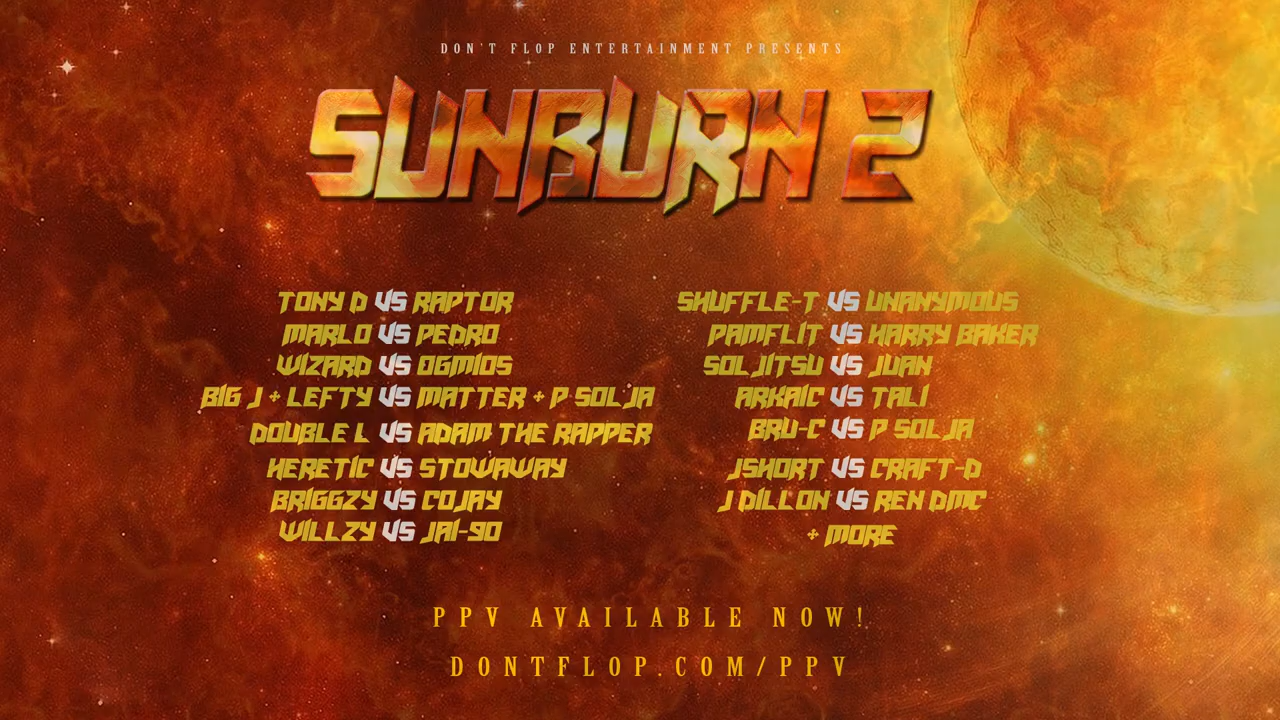 DON'T FLOP ENTERTAINMENT PRESENTS
SUNBURN 2
TONY D VS RAPTOR
MARLO VS PEDRO
WIZARD VS OGMIOS
BIG J + LEFTY VS MATTER + P SOLJA
DOUBLE L VS ADAM THE RAPPER
HERETIC VS STOWAWAY
BRIGGZY VS COJAY
WILLZY VS JAI-90
SHUFFLE-T VS UNANYMOUS
PAMFLIT VS HARRY BAKER
SOLJITSU VS JUAN
ARKAIC VS TALI
BRU-C VS P SOLJA
JSHORT VS CRAFT-D
J DILLON VS REN DMC
+ MORE
PPV AVAILABLE NOW!
DONTFLOP.COM/PPV